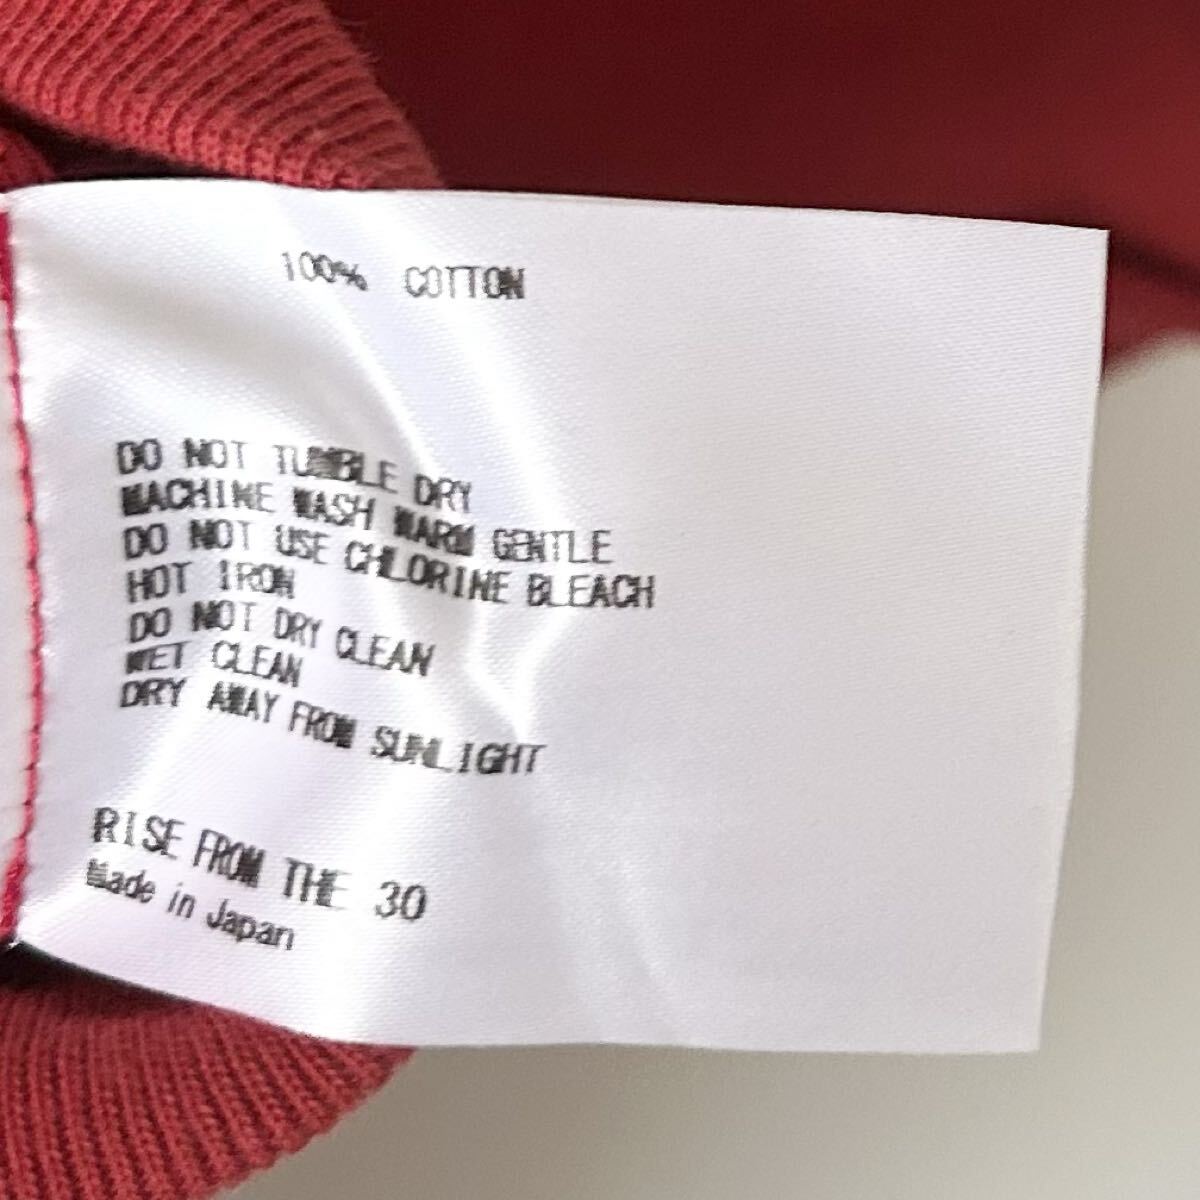 100% COTTON
DO NOT TUMBLE DRY
MACHINE WASH WARM GENTLE
DO NOT USE CHLORINE BLEACH
HOT IRON
DO NOT DRY CLEAN
WET CLEAN
DRY AWAY FROM SUNLIGHT
RISE FROM THE 30
Made in Japan